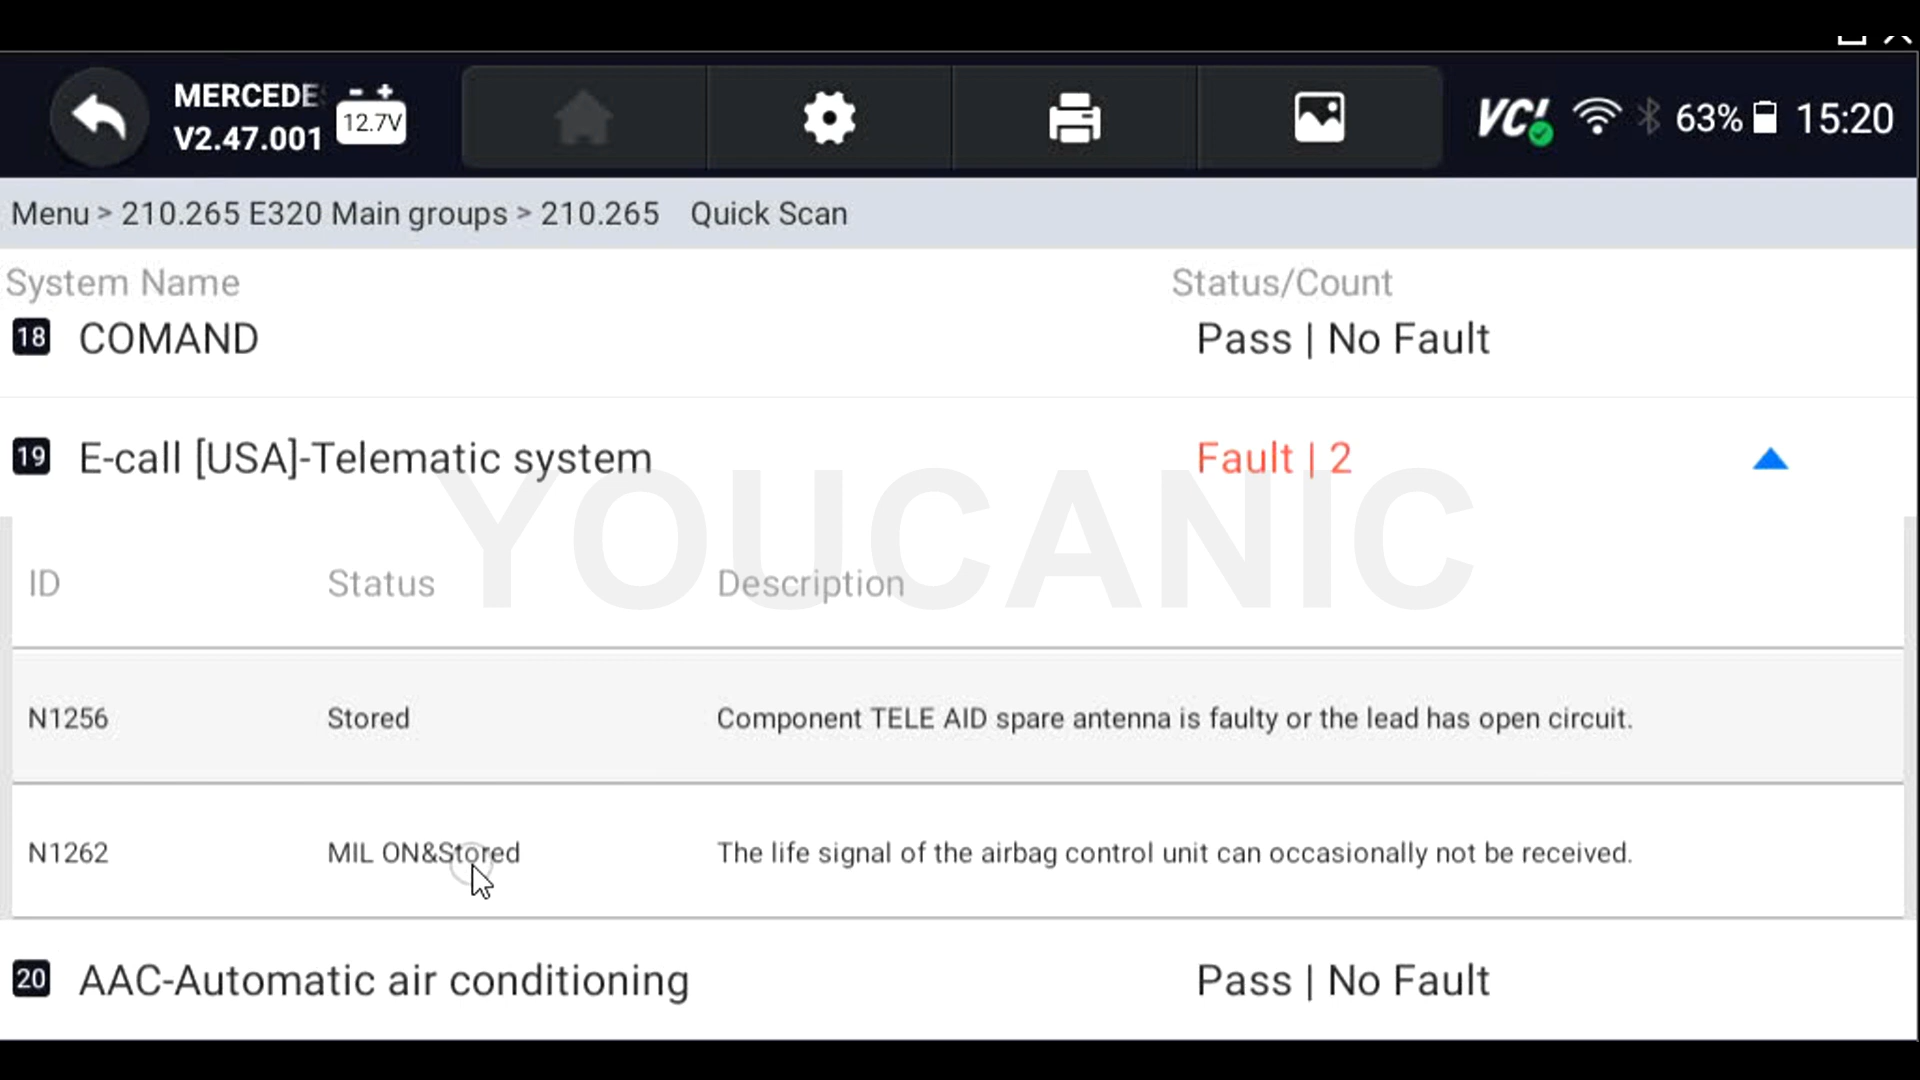 MERCEDE
V2.47.001
12.7V
VCI
63%
15:20
Menu > 210.265 E320 Main groups > 210.265 Quick Scan
System Name Status/Count
18 COMAND Pass | No Fault
19 E-call [USA]-Telematic system Fault | 2
YOUCANIC
ID Status Description
N1256 Stored Component TELE AID spare antenna is faulty or the lead has open circuit.
N1262 MIL ON&Stored The life signal of the airbag control unit can occasionally not be received.
20 AAC-Automatic air conditioning Pass | No Fault